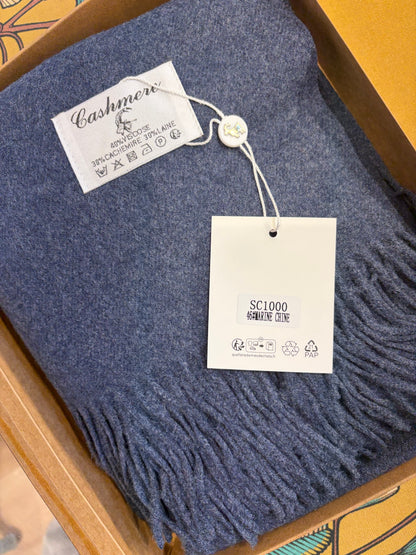 Cashmere
40%VISCOSE
30%CACHEMIRE 30%LAINE
P
SC1000
46#MARINE CHINE
PAP